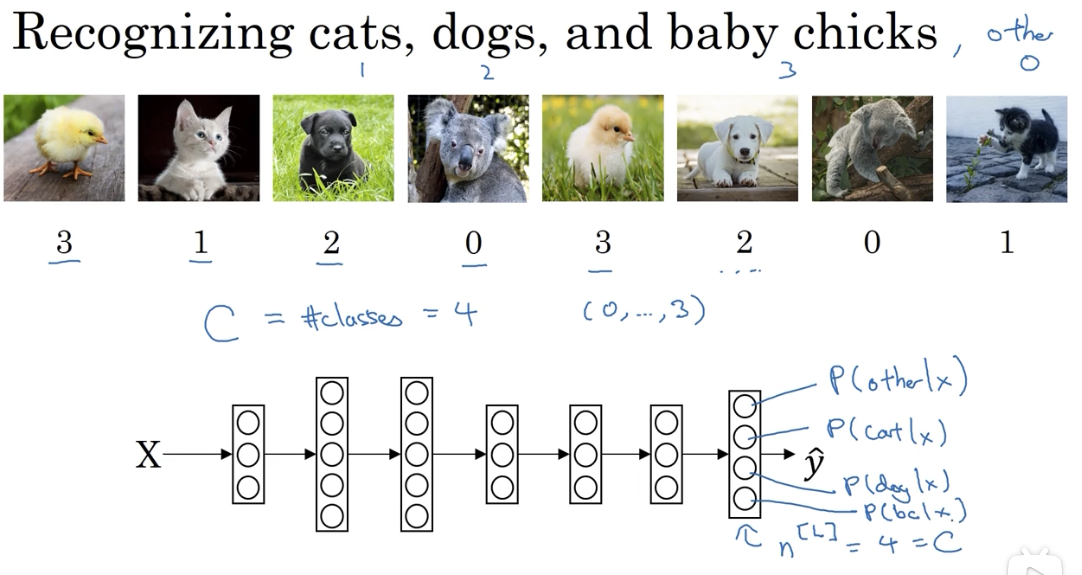 Recognizing cats, dogs, and baby chicks , other
1 2 3 0
3 1 2 0 3 2 0 1
C = #classes = 4 (0,...,3)
P(other|x)
P(cat|x)
X
ŷ
P(dog|x)
P(bc|x)
n[L] = 4 = C